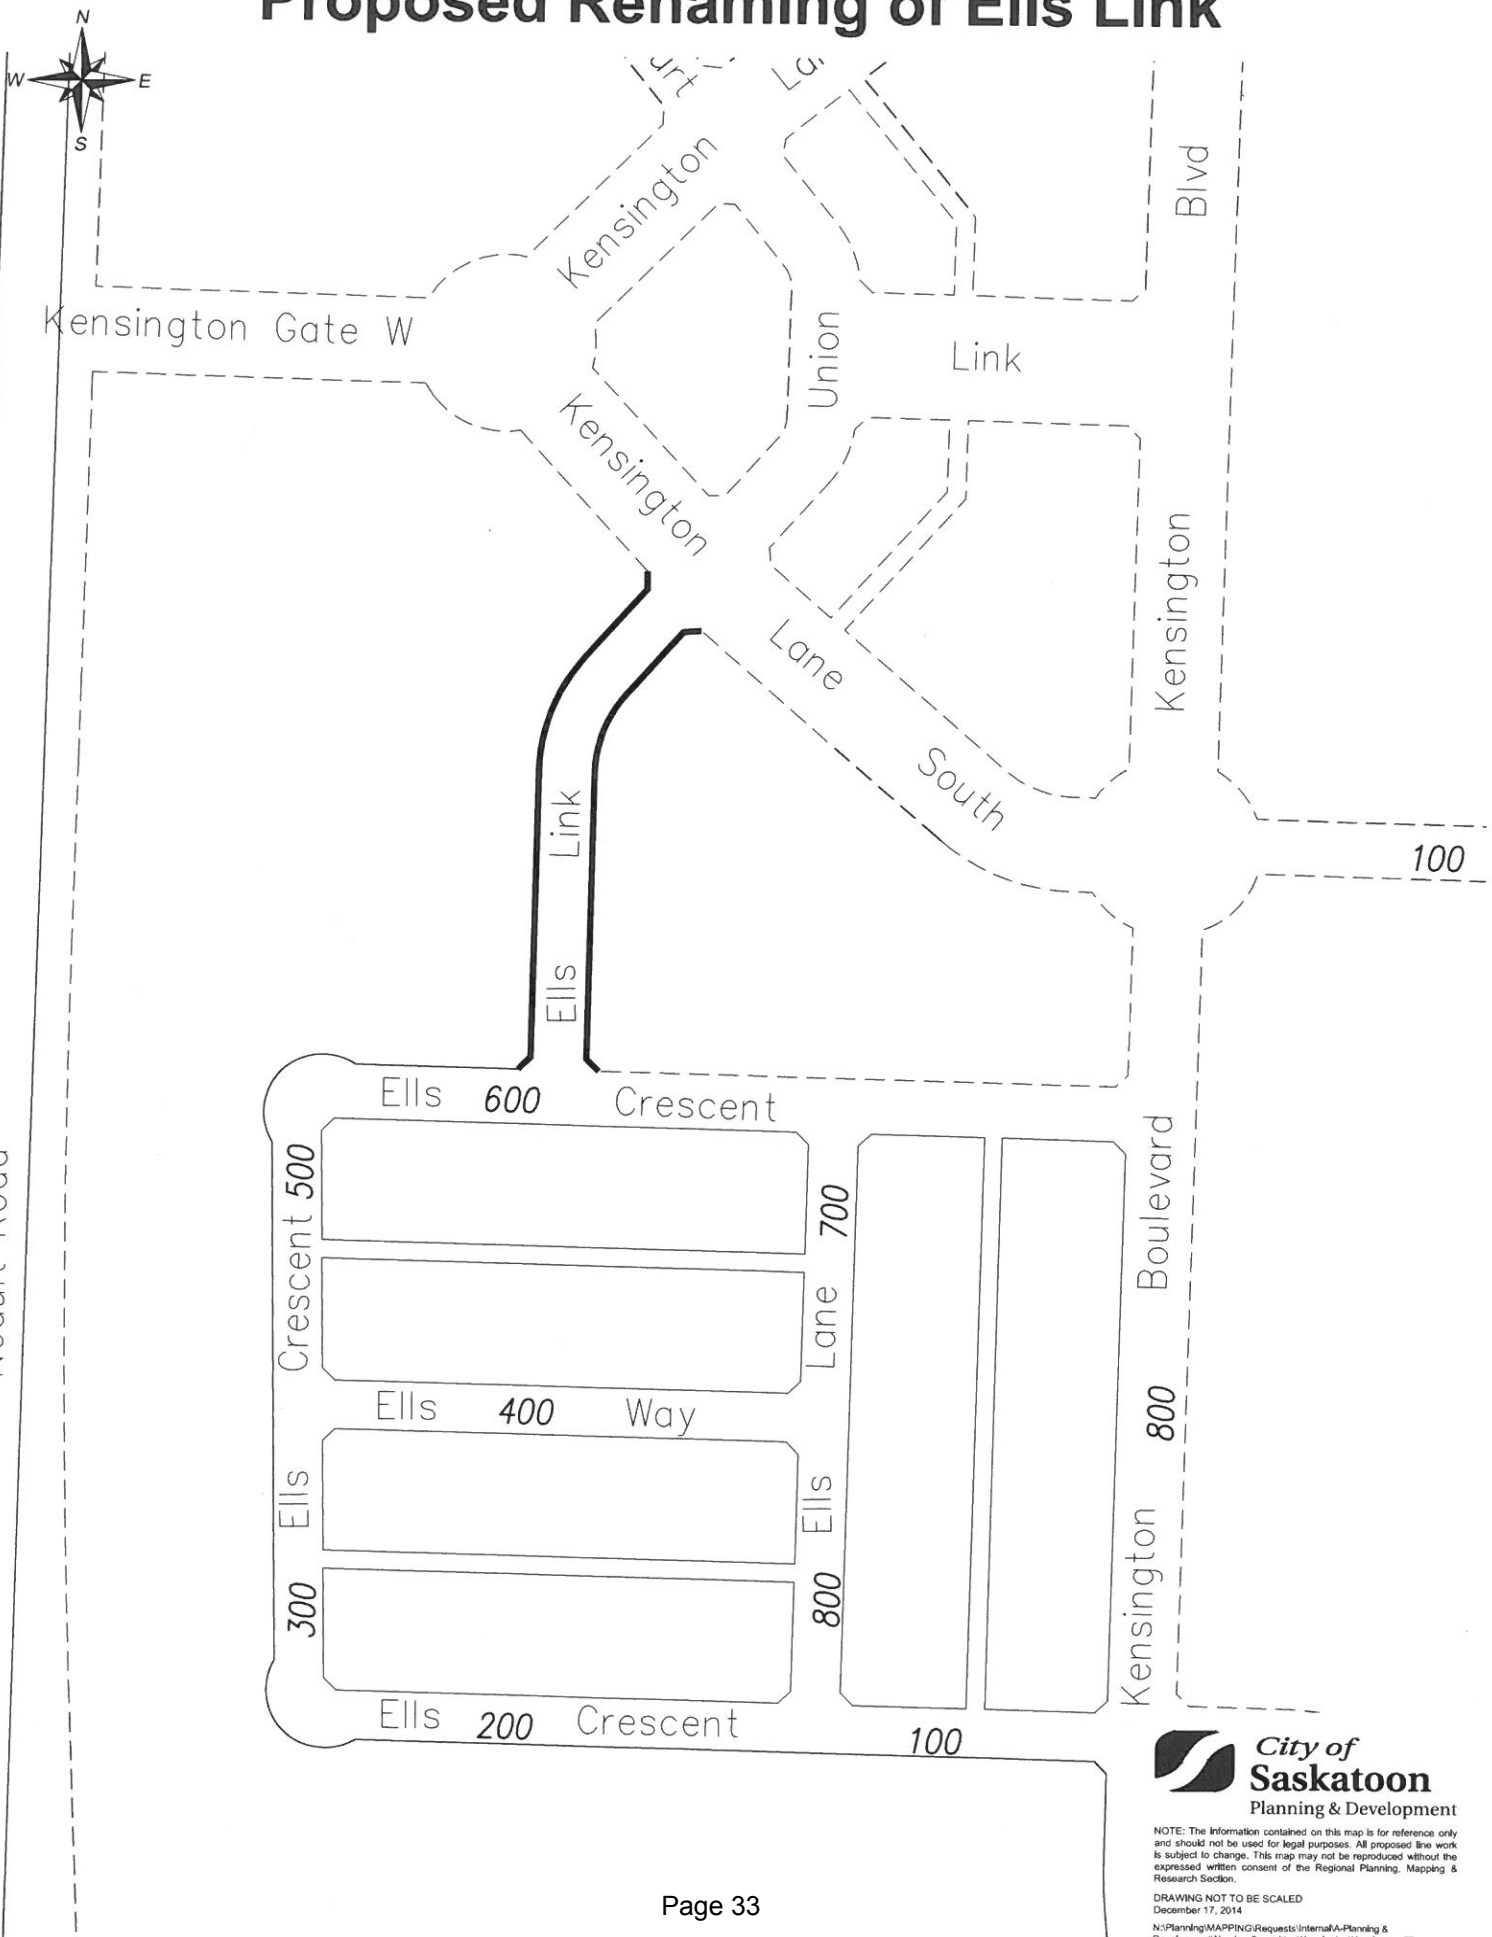 Proposed Renaming of Ells Link
N
W
E
S
Kensington
Blvd
Kensington Gate W
Union
Link
Kensington
Lane
South
Kensington
100
Ells Link
Ells 600 Crescent
Crescent 500
700
Lane
Boulevard
800
Ells 400 Way
Ells
300
Ells
800
Kensington
Ells 200 Crescent
100
City of
Saskatoon
Planning & Development
NOTE: The information contained on this map is for reference only
and should not be used for legal purposes. All proposed line work
is subject to change. This map may not be reproduced without the
expressed written consent of the Regional Planning, Mapping &
Research Section.
DRAWING NOT TO BE SCALED
December 17, 2014
N:\Planning\MAPPING\Requests\Internal\A-Planning &
Page 33